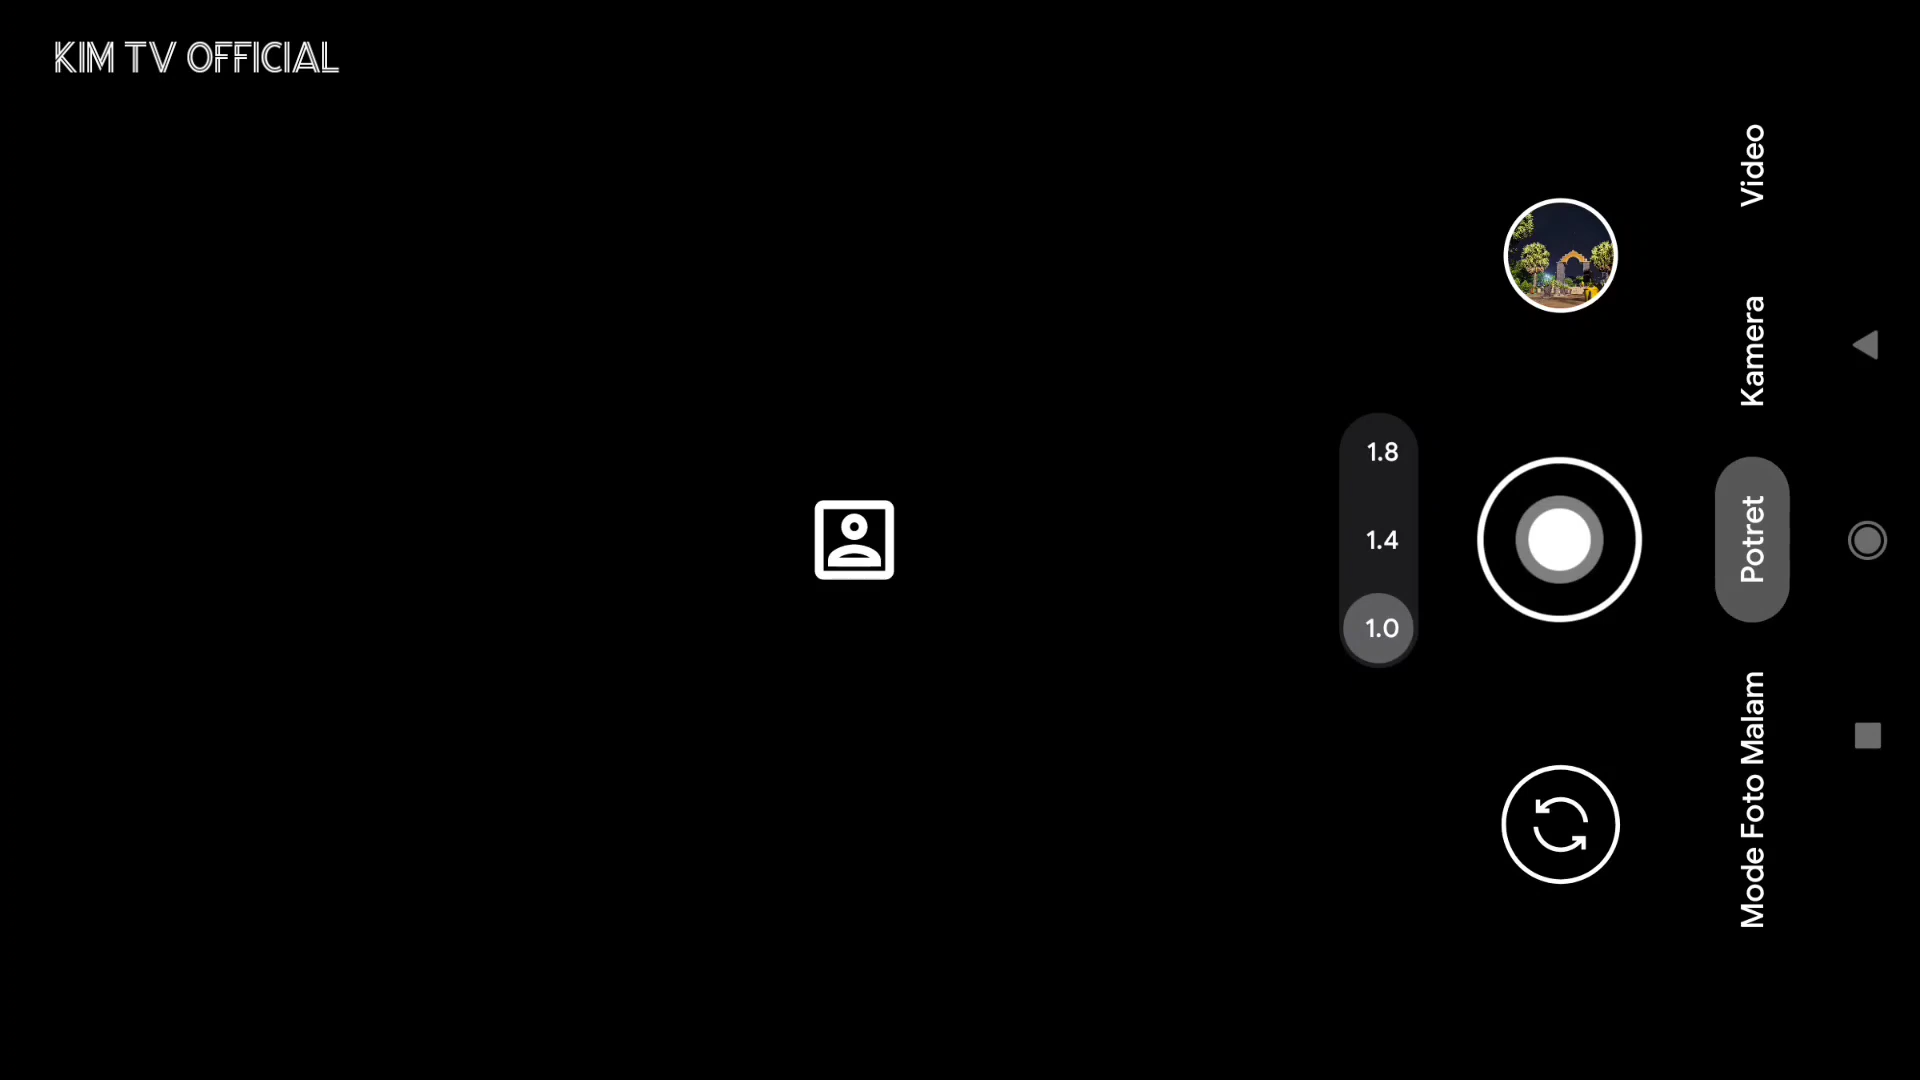 KIM TV OFFICIAL
Video
Kamera
Potret
Mode Foto Malam
1.8
1.4
1.0